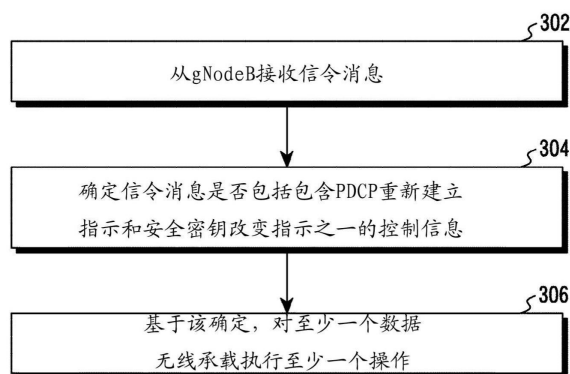 302
从gNodeB接收信令消息
304
确定信令消息是否包括包含PDCP重新建立
指示和安全密钥改变指示之一的控制信息
306
基于该确定，对至少一个数据
无线承载执行至少一个操作